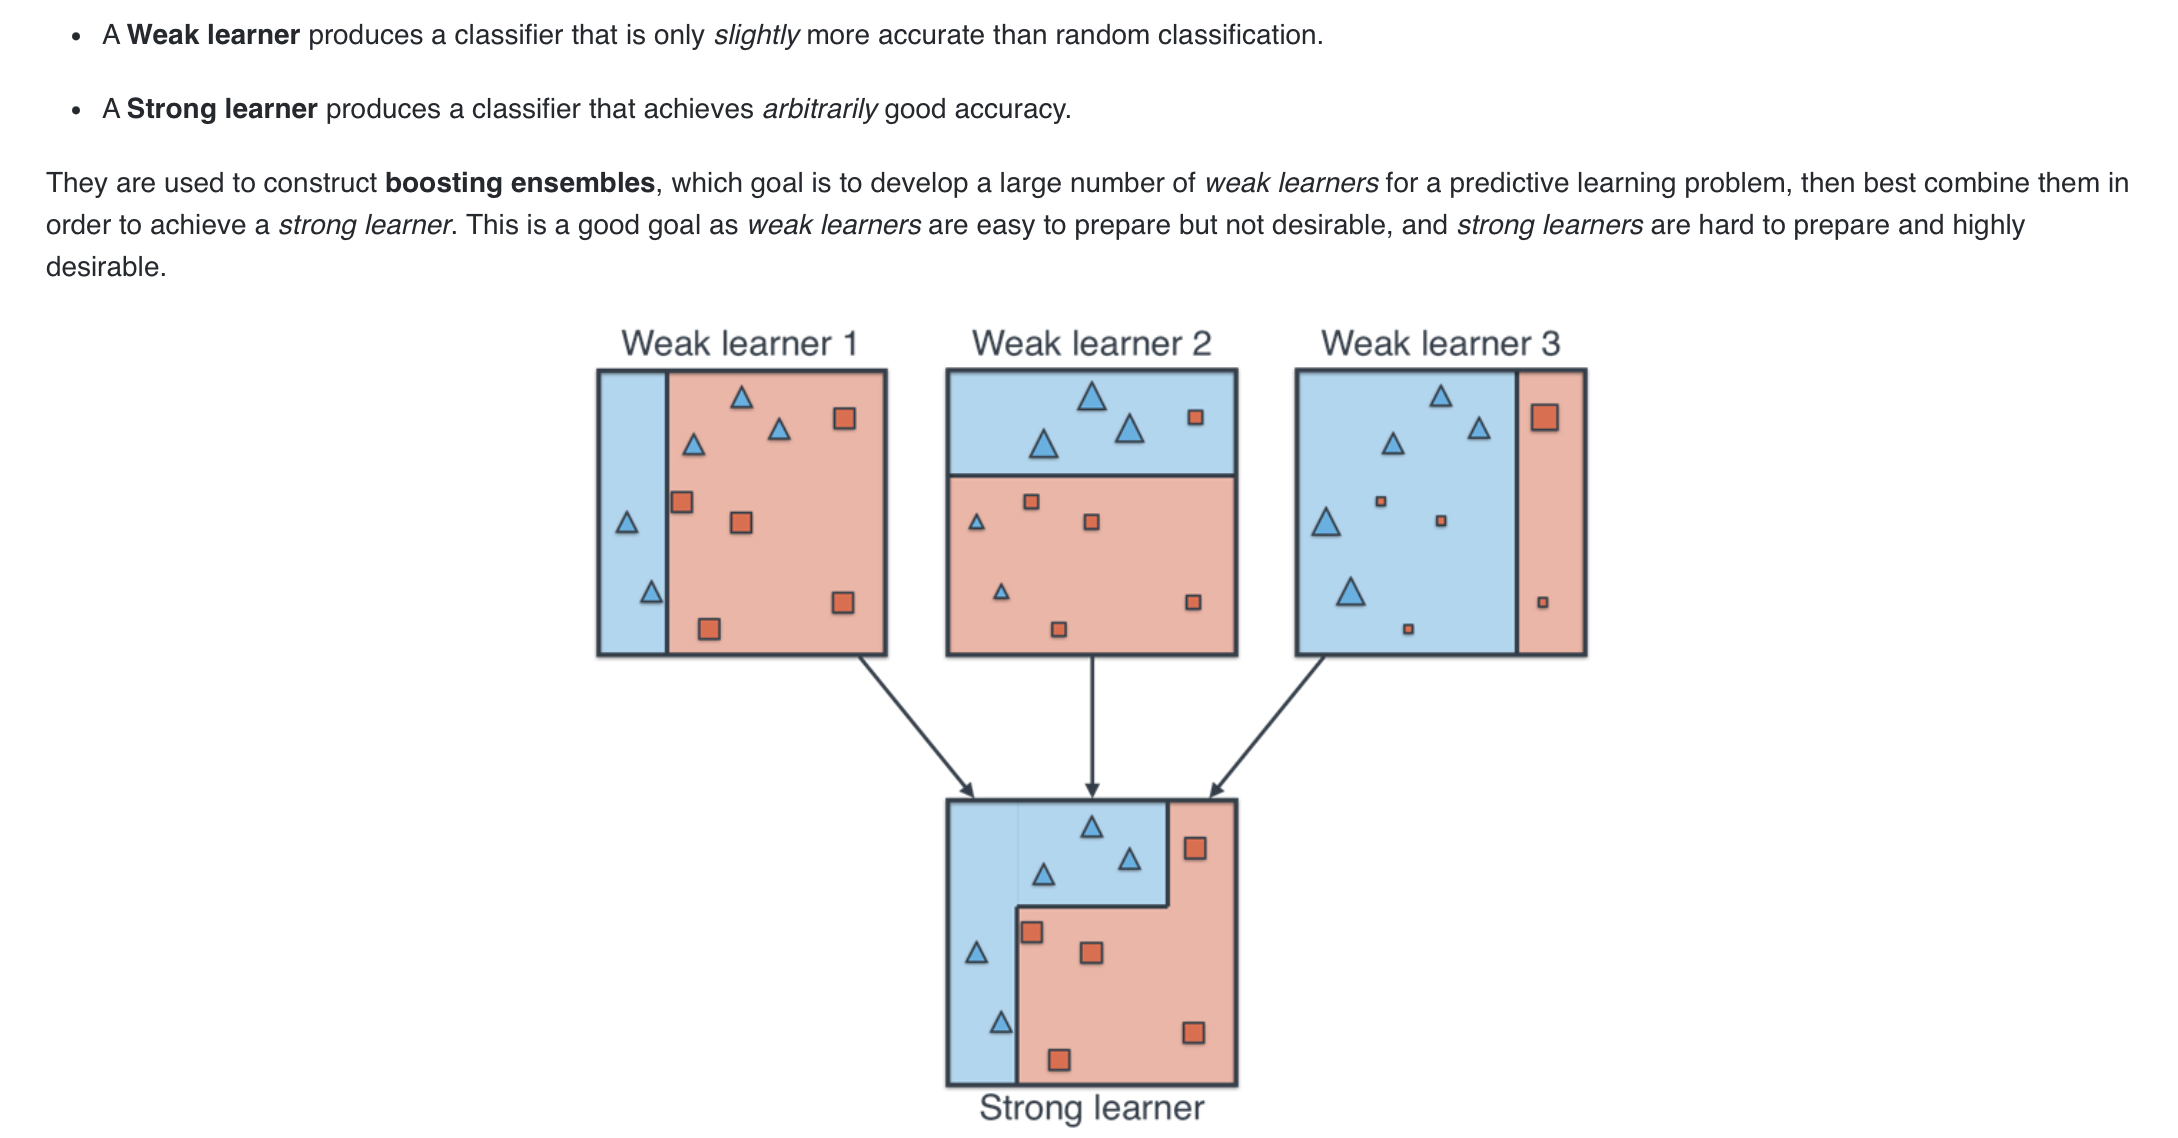 A Weak learner produces a classifier that is only slightly more accurate than random classification.
A Strong learner produces a classifier that achieves arbitrarily good accuracy.
They are used to construct boosting ensembles, which goal is to develop a large number of weak learners for a predictive learning problem, then best combine them in
order to achieve a strong learner. This is a good goal as weak learners are easy to prepare but not desirable, and strong learners are hard to prepare and highly
desirable.
Weak learner 1
Weak learner 2
Weak learner 3
Strong learner